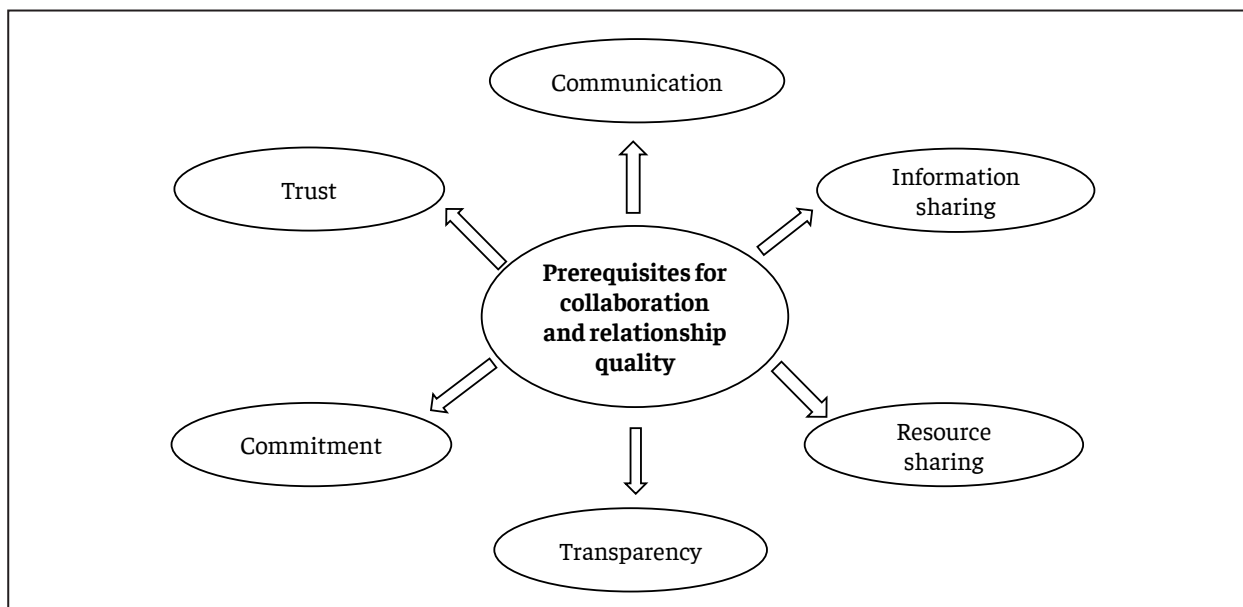 Communication
Trust
Information
sharing
Prerequisites for
collaboration
and relationship
quality
Commitment
Resource
sharing
Transparency